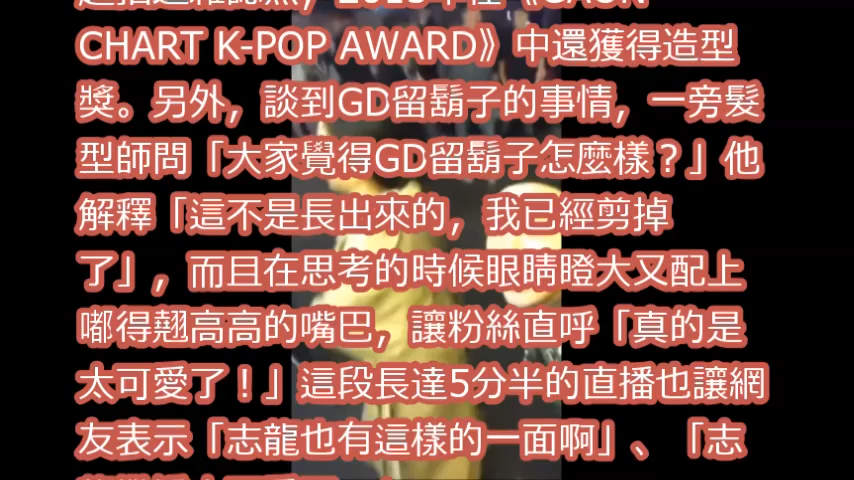 CHART K-POP AWARD》中還獲得造型
獎。另外，談到GD留鬍子的事情，一旁髮
型師問「大家覺得GD留鬍子怎麼樣？」他
解釋「這不是長出來的，我已經剪掉
了」，而且在思考的時候眼睛瞪大又配上
嘟得翹高高的嘴巴，讓粉絲直呼「真的是
太可愛了！」這段長達5分半的直播也讓網
友表示「志龍也有這樣的一面啊」、「志